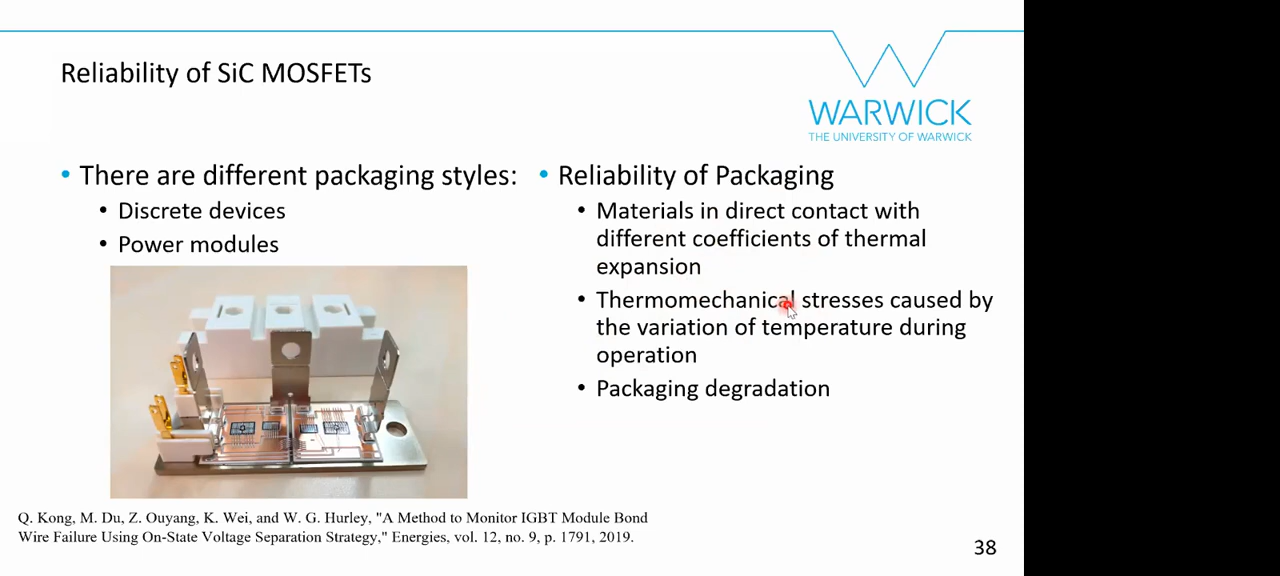 Reliability of SiC MOSFETs
WARWICK
THE UNIVERSITY OF WARWICK
• There are different packaging styles:
• Discrete devices
• Power modules
• Reliability of Packaging
• Materials in direct contact with
different coefficients of thermal
expansion
• Thermomechanical stresses caused by
the variation of temperature during
operation
• Packaging degradation
Q. Kong, M. Du, Z. Ouyang, K. Wei, and W. G. Hurley, "A Method to Monitor IGBT Module Bond
Wire Failure Using On-State Voltage Separation Strategy," Energies, vol. 12, no. 9, p. 1791, 2019.
38